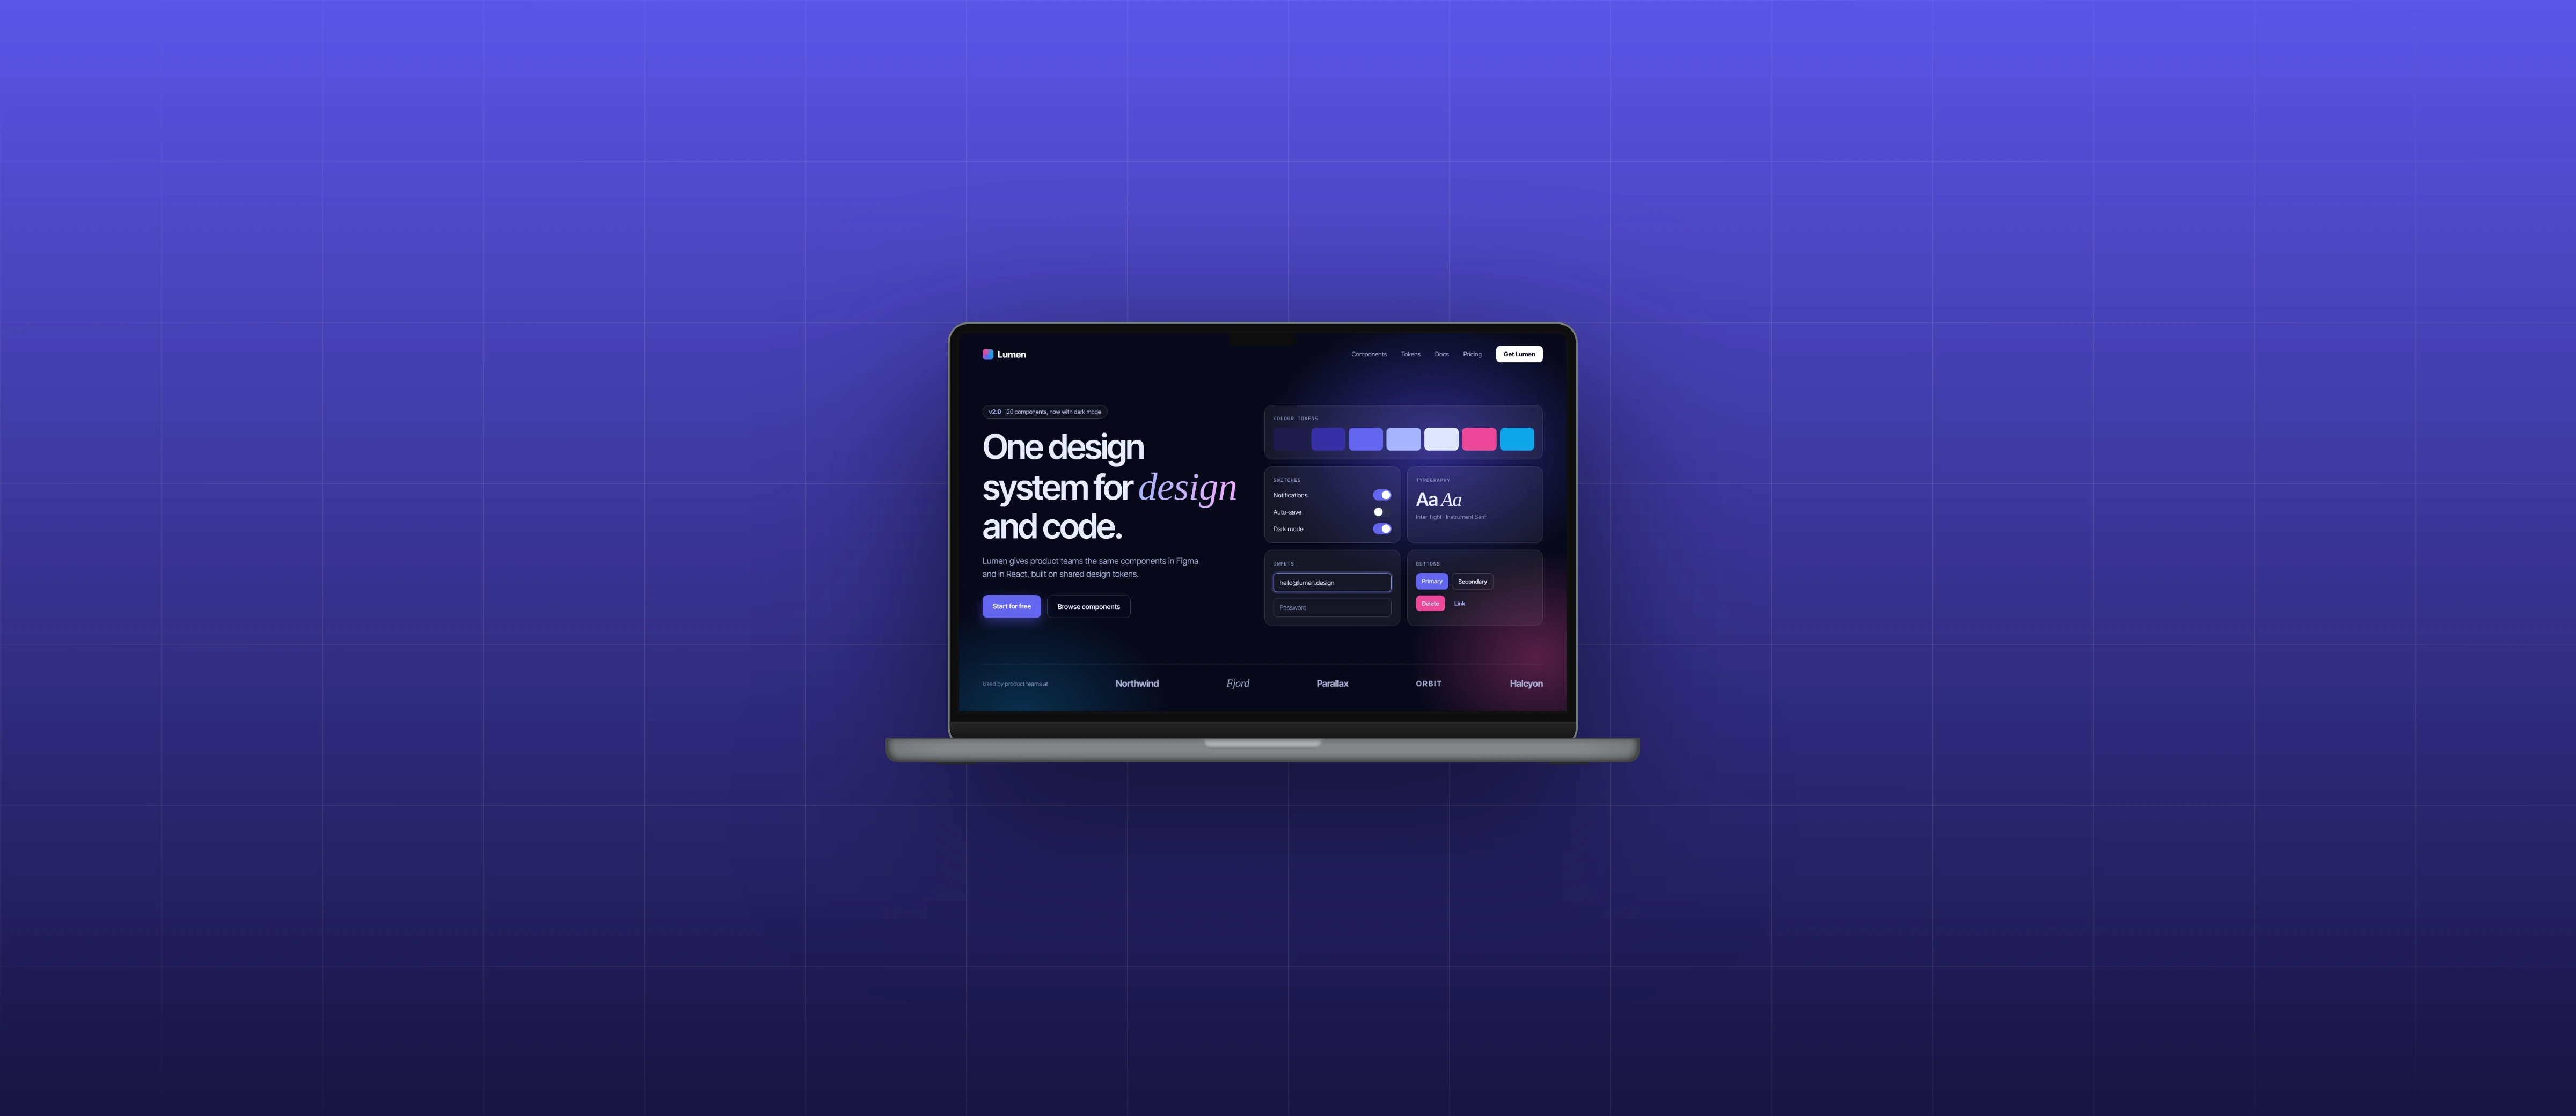 Lumen
Components Tokens Docs Pricing Get Lumen
v2.0 120 components, now with dark mode
One design
system for design
and code.
Lumen gives product teams the same components in Figma
and in React, built on shared design tokens.
Start for free Browse components
COLOUR TOKENS
SWITCHES
Notifications
Auto-save
Dark mode
TYPOGRAPHY
Aa Aa
Inter Tight · Instrument Serif
INPUTS
hello@lumen.design
Password
BUTTONS
Primary Secondary
Delete Link
Used by product teams at Northwind Fjord Parallax ORBIT Halcyon